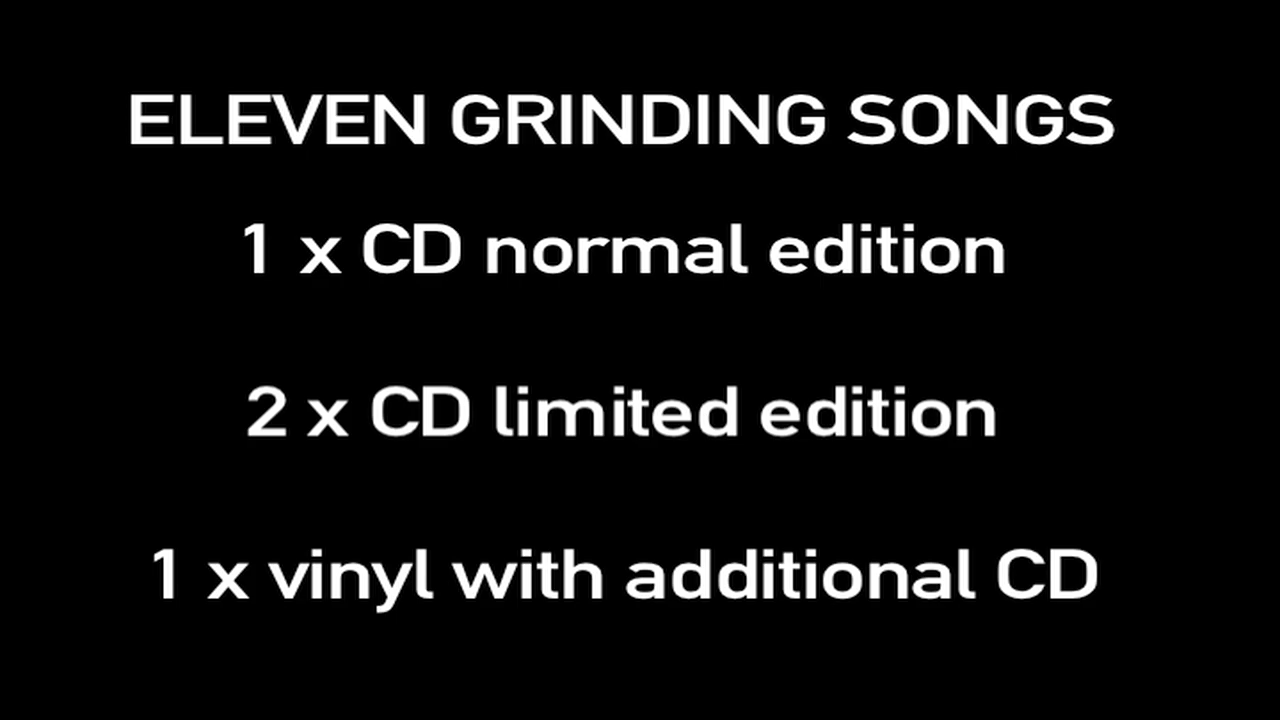 ELEVEN GRINDING SONGS
1 x CD normal edition
2 x CD limited edition
1 x vinyl with additional CD